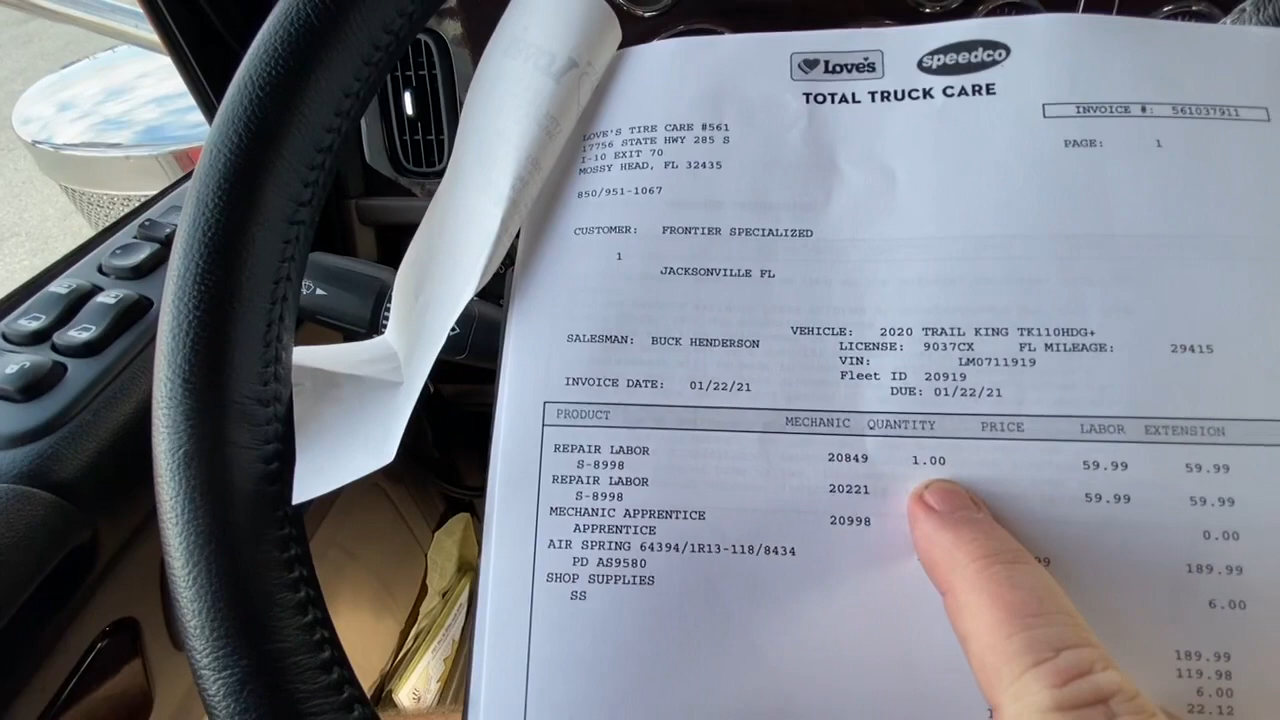 Love's speedco
TOTAL TRUCK CARE
INVOICE #: 561037911
PAGE: 1
LOVE'S TIRE CARE #561
17756 STATE HWY 285 S
I-10 EXIT 70
MOSSY HEAD, FL 32435
850/951-1067
CUSTOMER: FRONTIER SPECIALIZED
1
JACKSONVILLE FL
SALESMAN: BUCK HENDERSON
VEHICLE: 2020 TRAIL KING TK110HDG+
LICENSE: 9037CX FL MILEAGE: 29415
VIN: LM0711919
Fleet ID 20919
INVOICE DATE: 01/22/21 DUE: 01/22/21
PRODUCT MECHANIC QUANTITY PRICE LABOR EXTENSION
REPAIR LABOR 20849 1.00 59.99 59.99
S-8998
REPAIR LABOR 20221 59.99 59.99
S-8998
MECHANIC APPRENTICE 20998 0.00
APPRENTICE
AIR SPRING 64394/1R13-118/8434 99 189.99
PD AS9580
SHOP SUPPLIES 6.00
SS
189.99
119.98
6.00
22.12